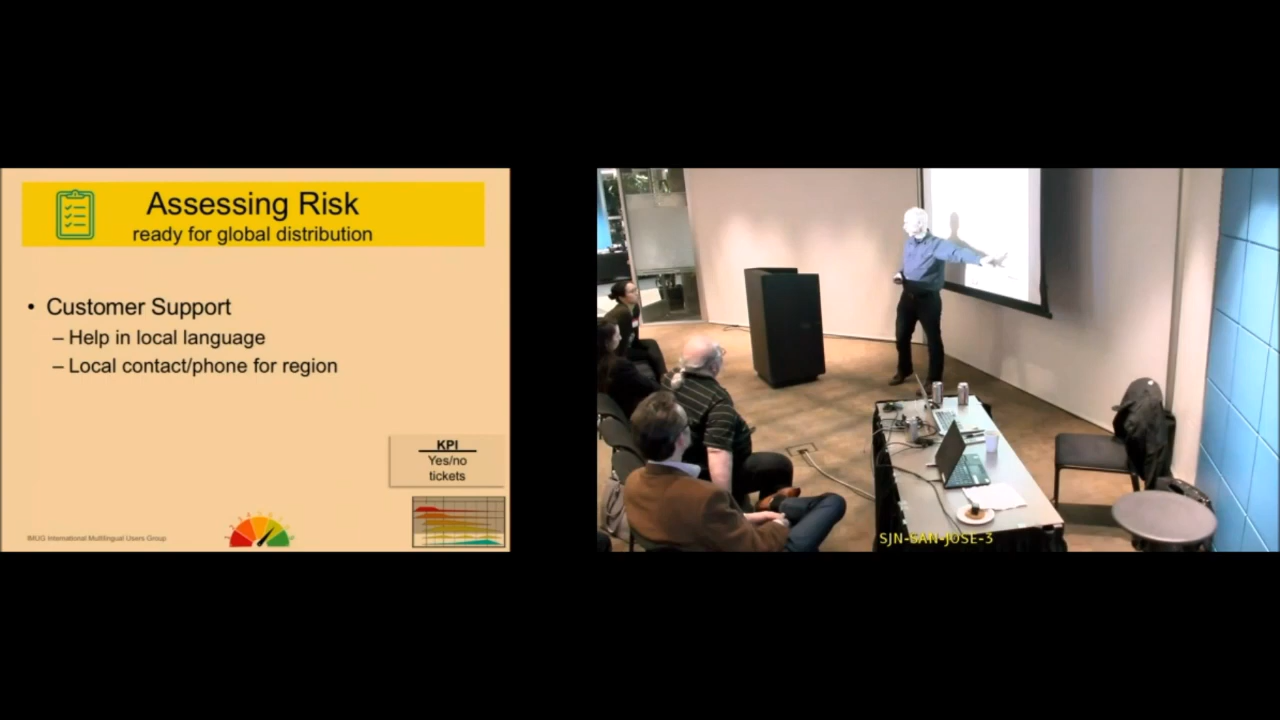 Assessing Risk
ready for global distribution
• Customer Support
– Help in local language
– Local contact/phone for region
KPI
Yes/no
tickets
IMUG International Multilingual Users Group
SJN-SAN-JOSE-3